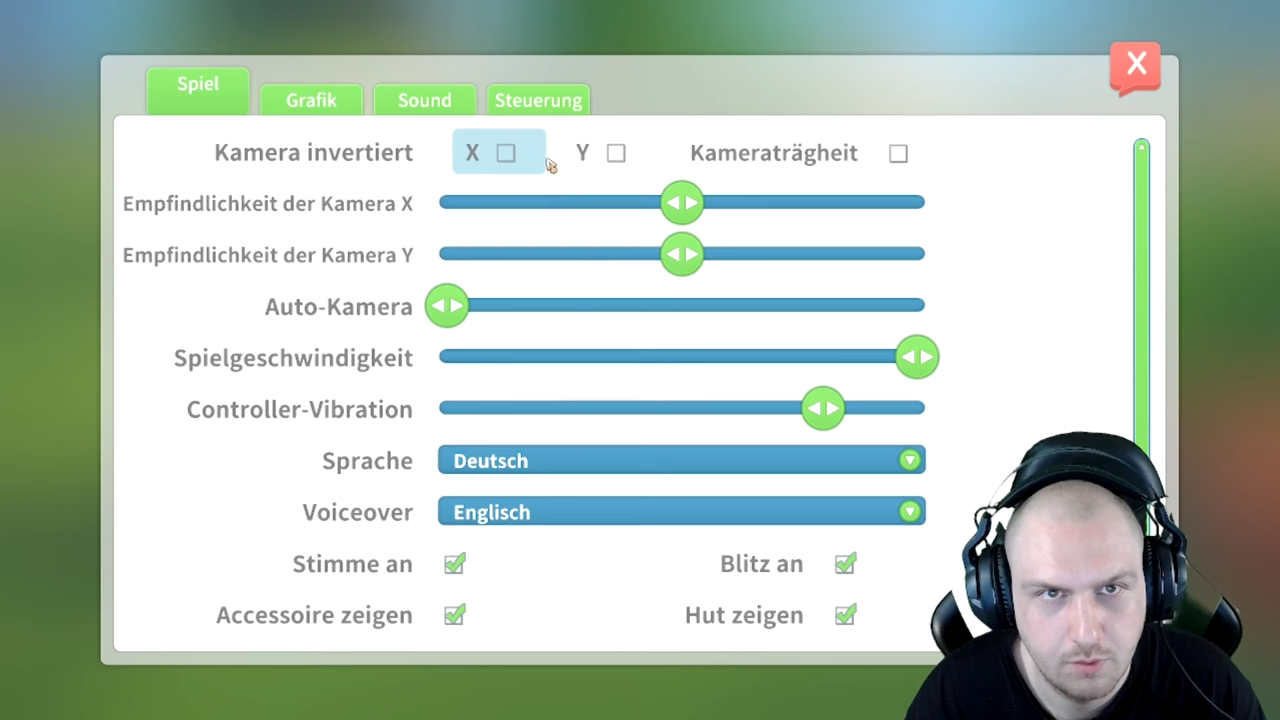 Spiel
Grafik
Sound
Steuerung
X
Kamera invertiert X Y Kameraträgheit
Empfindlichkeit der Kamera X
Empfindlichkeit der Kamera Y
Auto-Kamera
Spielgeschwindigkeit
Controller-Vibration
Sprache Deutsch
Voiceover Englisch
Stimme an Blitz an
Accessoire zeigen Hut zeigen